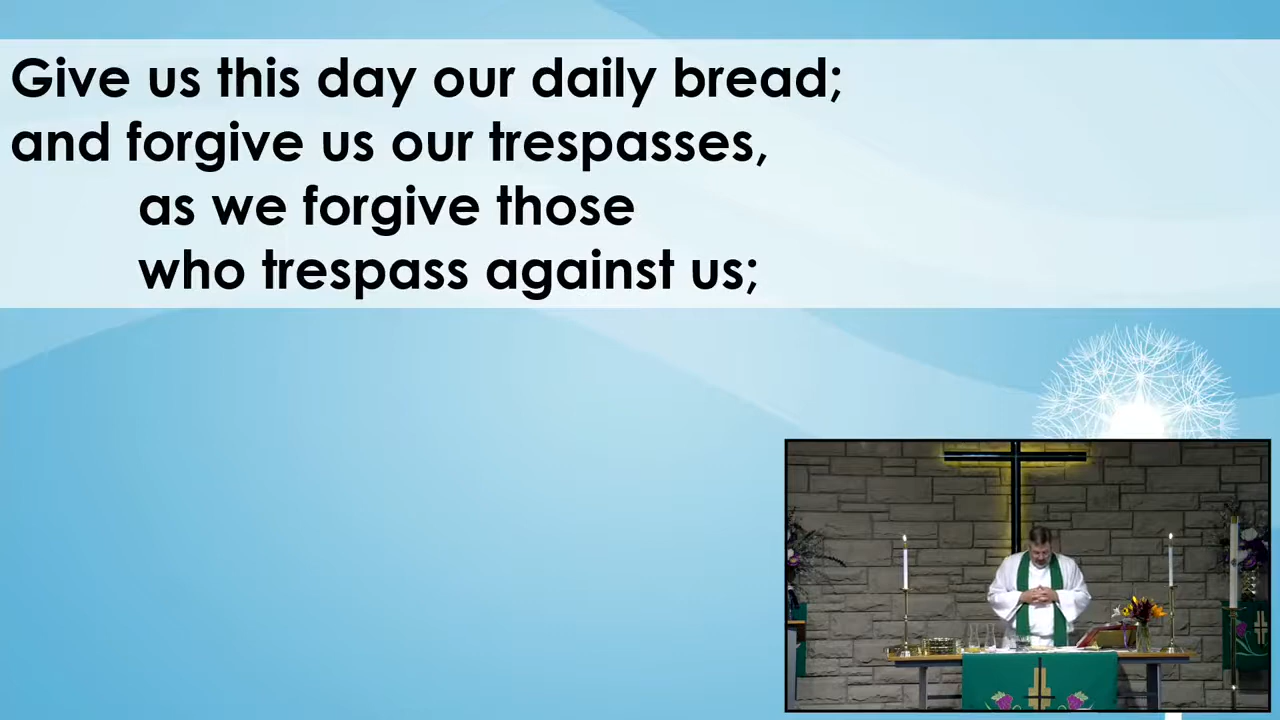 Give us this day our daily bread;
and forgive us our trespasses,
as we forgive those
who trespass against us;